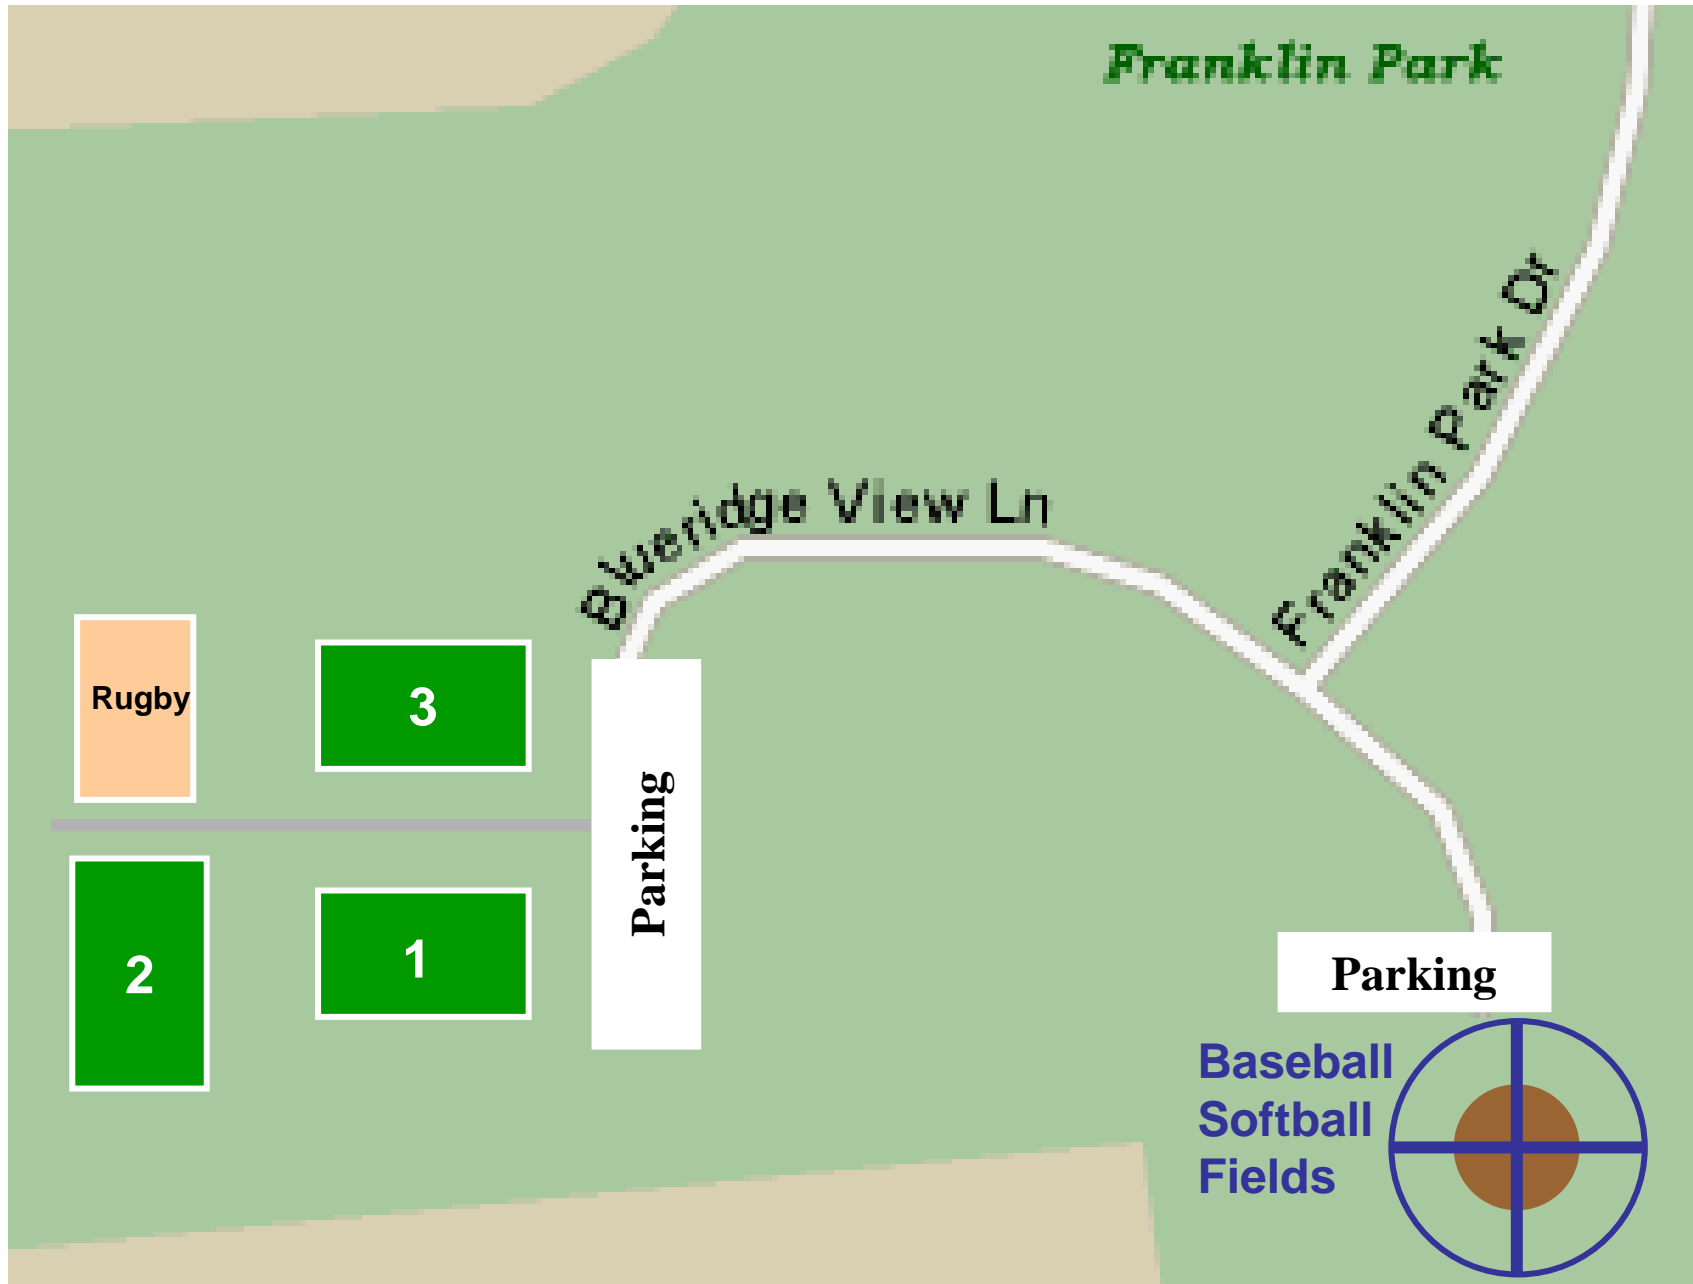 Franklin Park
Franklin Park Dr
Blueridge View Ln
Rugby
3
Parking
2
1
Parking
Baseball
Softball
Fields